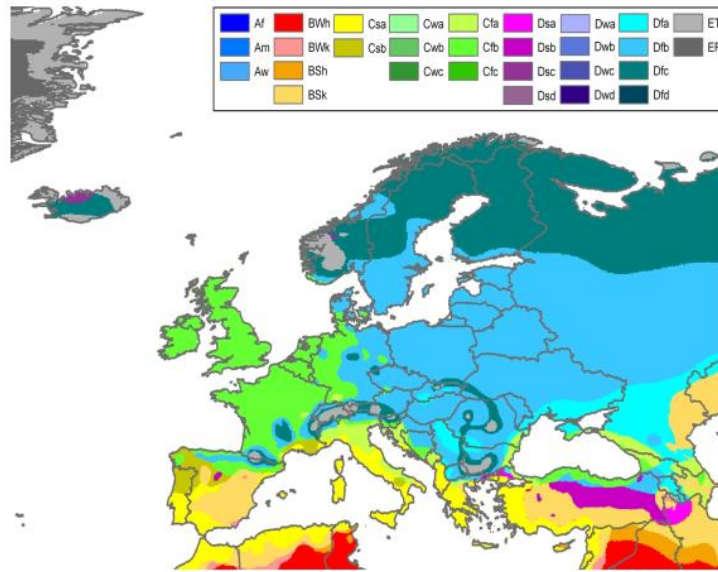 Af BWh Csa Cwa Cfa Dsa Dwa Dfa ET
Am BWk Csb Cwb Cfb Dsb Dwb Dfb EF
Aw BSh Cwc Cfc Dsc Dwc Dfc
BSk Dsd Dwd Dfd